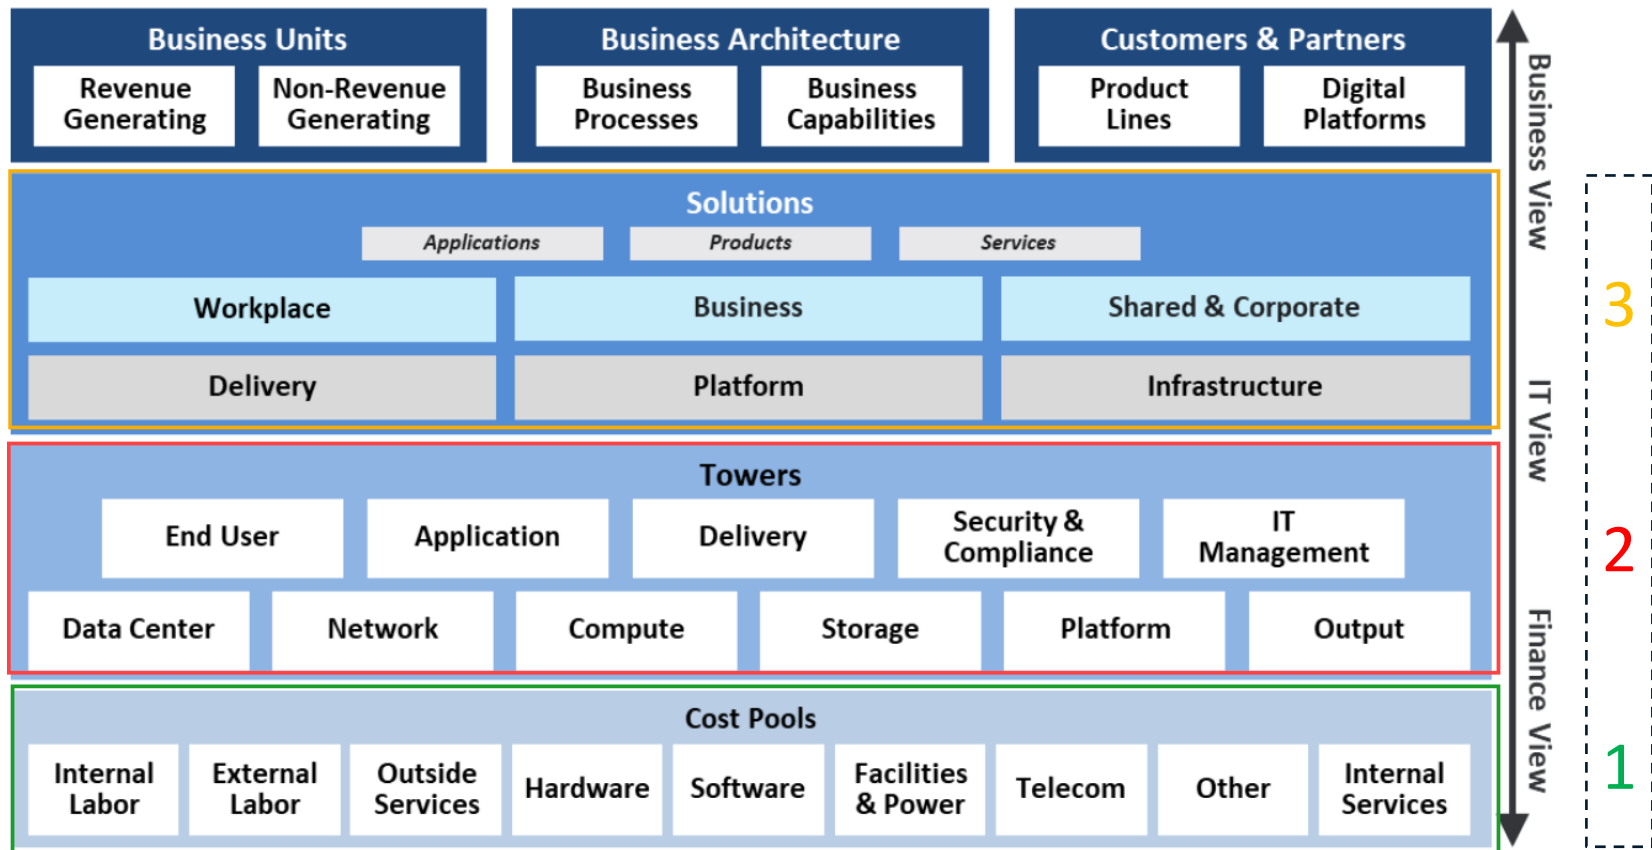 Business Units
Business Architecture
Customers & Partners
Revenue
Generating
Non-Revenue
Generating
Business
Processes
Business
Capabilities
Product
Lines
Digital
Platforms
Business View
Solutions
Applications
Products
Services
Workplace
Business
Shared & Corporate
3
Delivery
Platform
Infrastructure
IT View
Towers
End User
Application
Delivery
Security &
Compliance
IT
Management
2
Data Center
Network
Compute
Storage
Platform
Output
Finance View
Cost Pools
Internal
Labor
External
Labor
Outside
Services
Hardware
Software
Facilities
& Power
Telecom
Other
Internal
Services
1